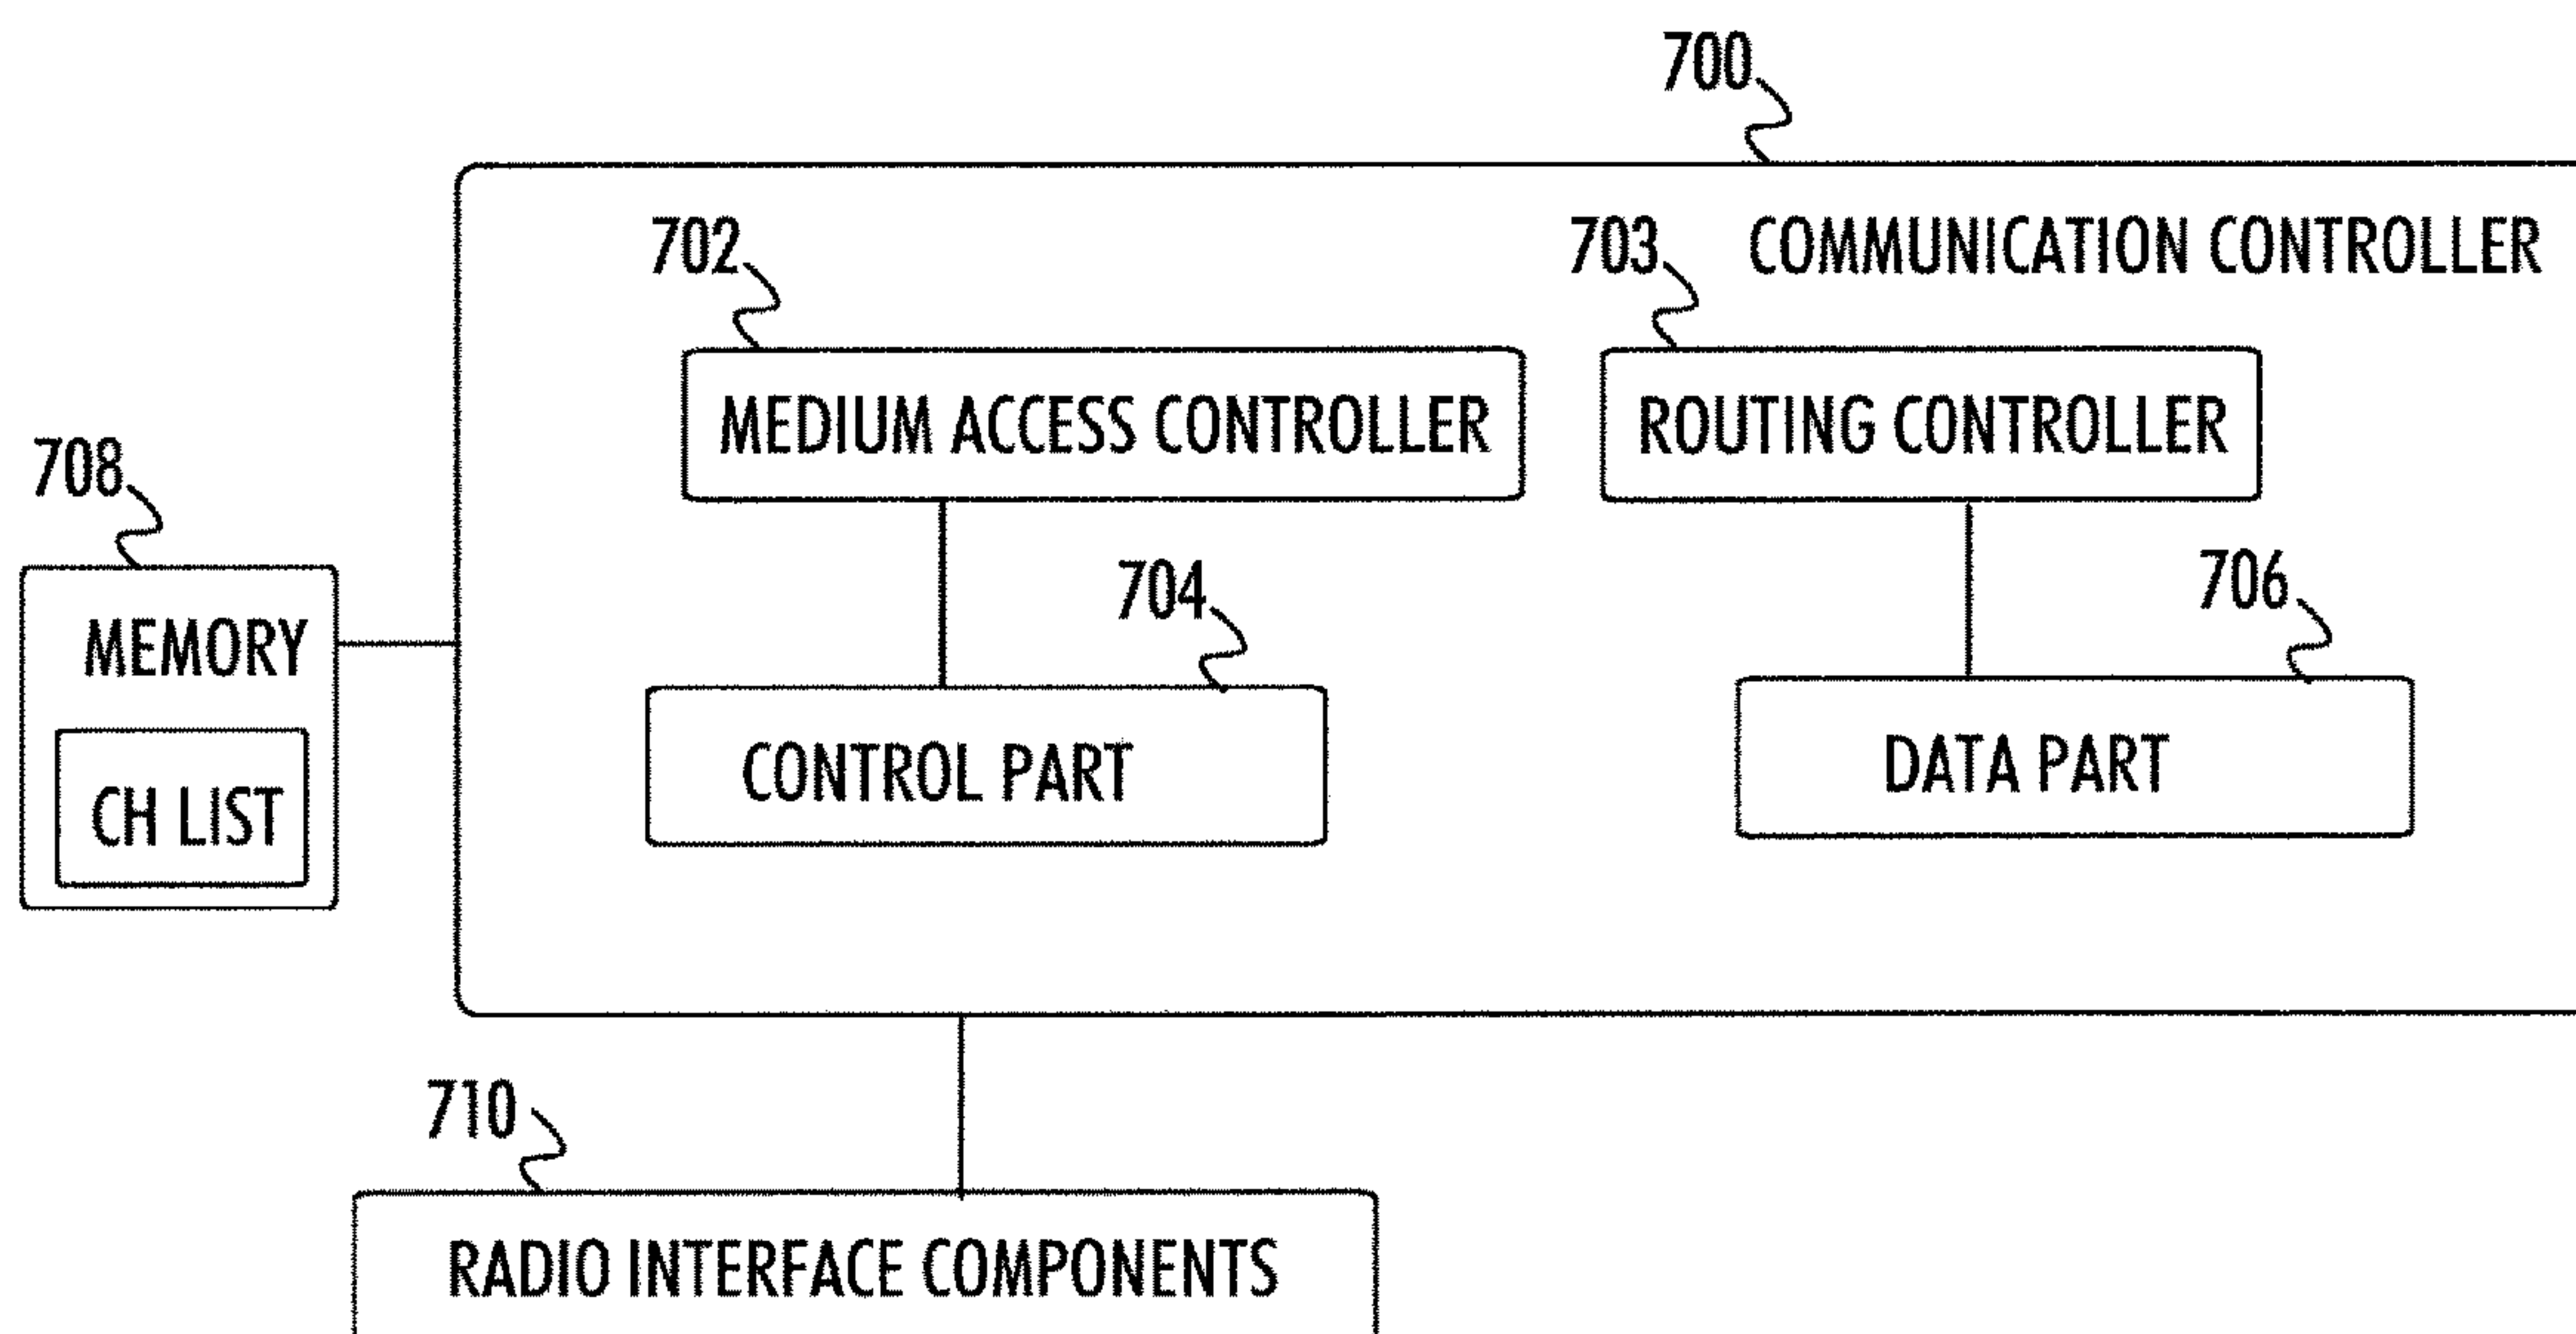 700
702
703
COMMUNICATION CONTROLLER
MEDIUM ACCESS CONTROLLER
ROUTING CONTROLLER
708
704
706
MEMORY
CONTROL PART
DATA PART
CH LIST
710
RADIO INTERFACE COMPONENTS